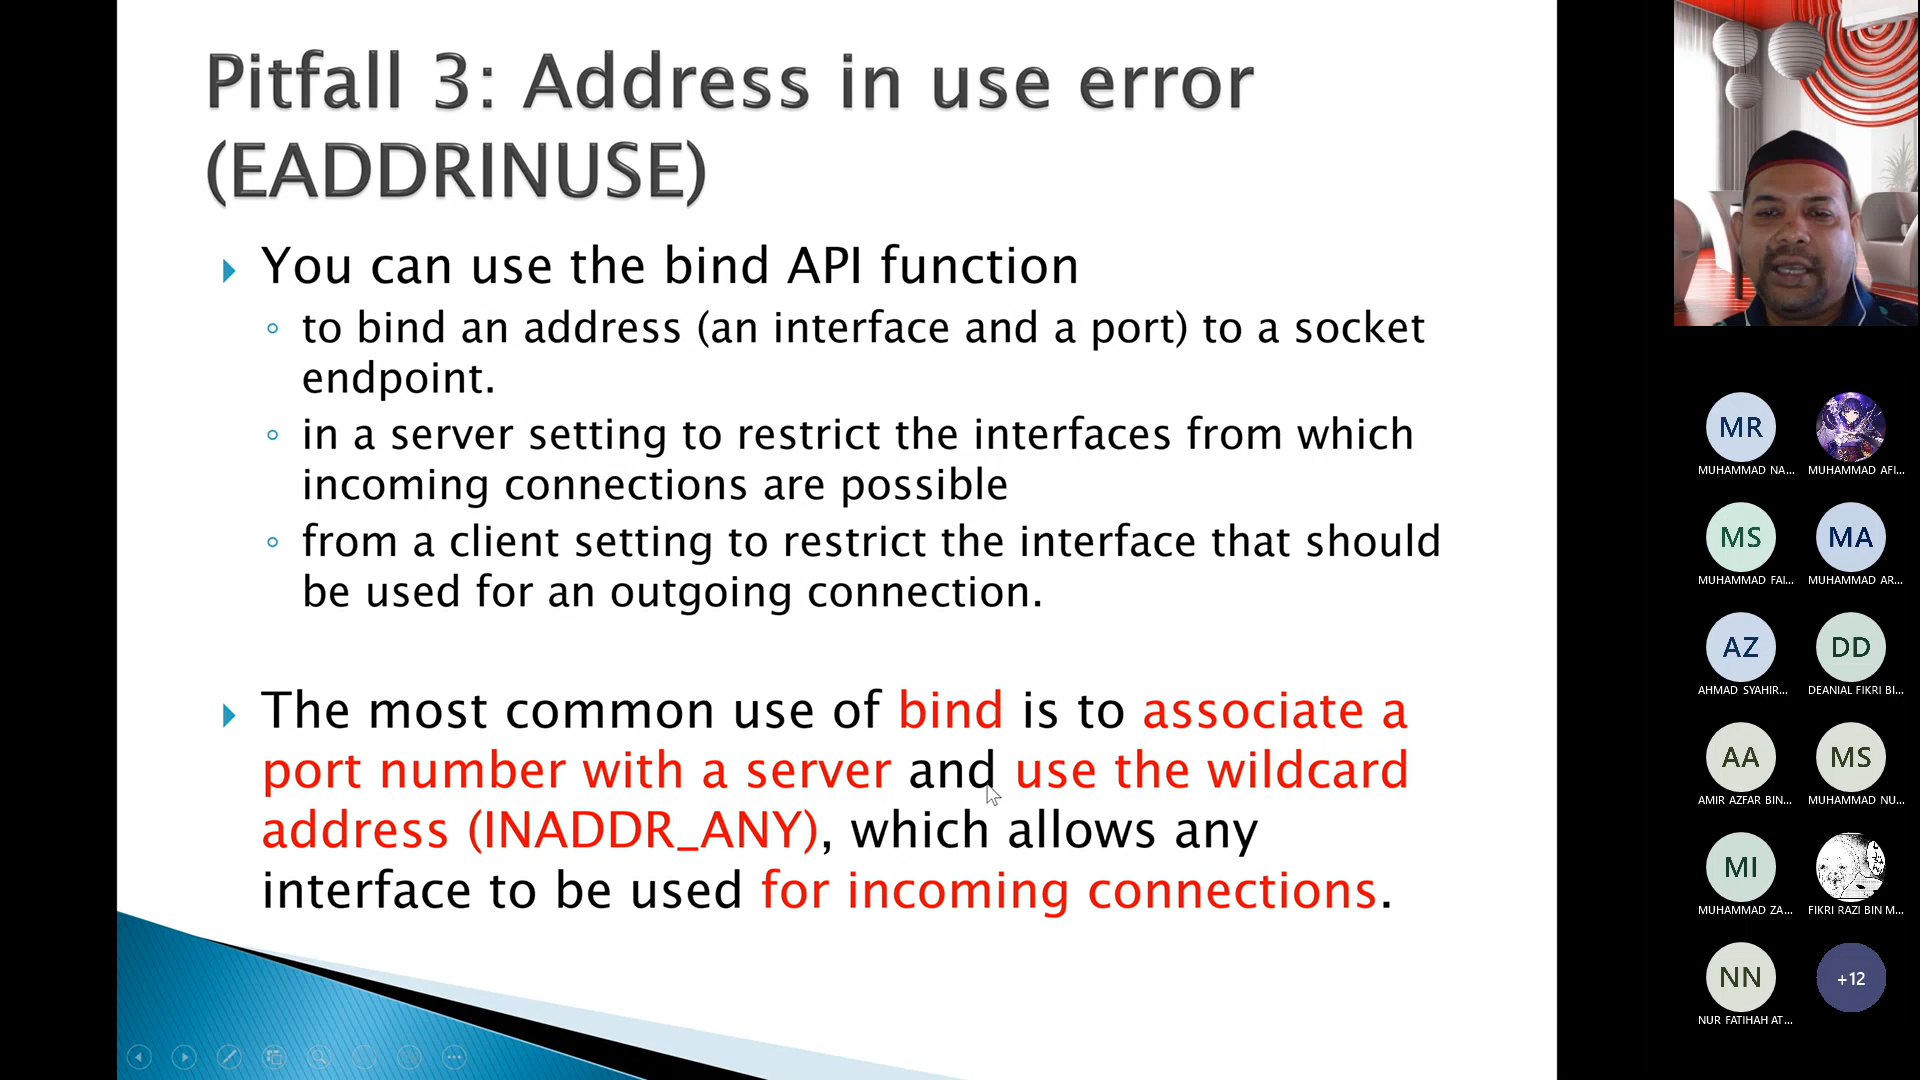 Pitfall 3: Address in use error
(EADDRINUSE)
You can use the bind API function
to bind an address (an interface and a port) to a socket
endpoint.
in a server setting to restrict the interfaces from which
incoming connections are possible
from a client setting to restrict the interface that should
be used for an outgoing connection.
The most common use of bind is to associate a
port number with a server and use the wildcard
address (INADDR_ANY), which allows any
interface to be used for incoming connections.
MR
MUHAMMAD NA...
MUHAMMAD AFI...
MS
MA
MUHAMMAD FAI...
MUHAMMAD AR...
AZ
DD
AHMAD SYAHIR...
DEANIAL FIKRI BI...
AA
MS
AMIR AZFAR BIN...
MUHAMMAD NU...
MI
MUHAMMAD ZA...
FIKRI RAZI BIN M...
NN
+12
NUR FATIHAH AT...